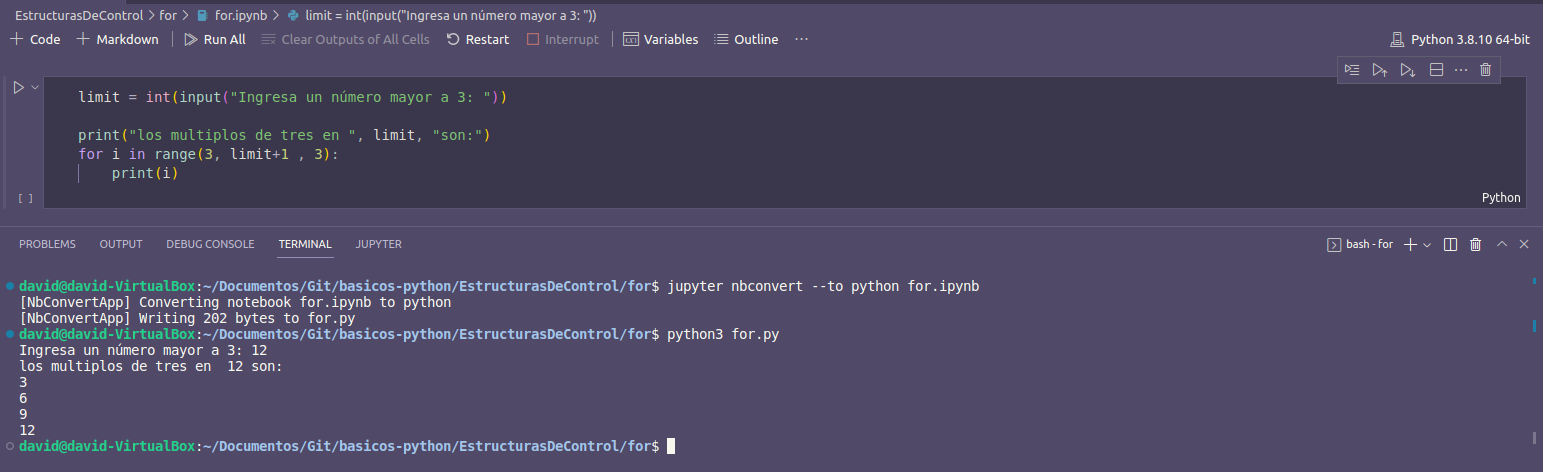 EstructurasDeControl > for > for.ipynb > limit = int(input("Ingresa un número mayor a 3: "))
+ Code + Markdown | Run All Clear Outputs of All Cells Restart Interrupt | Variables Outline ··· Python 3.8.10 64-bit
limit = int(input("Ingresa un número mayor a 3: "))
print("los multiplos de tres en ", limit, "son:")
for i in range(3, limit+1 , 3):
print(i)
[ ] Python
PROBLEMS OUTPUT DEBUG CONSOLE TERMINAL JUPYTER bash - for
david@david-VirtualBox:~/Documentos/Git/basicos-python/EstructurasDeControl/for$ jupyter nbconvert --to python for.ipynb
[NbConvertApp] Converting notebook for.ipynb to python
[NbConvertApp] Writing 202 bytes to for.py
david@david-VirtualBox:~/Documentos/Git/basicos-python/EstructurasDeControl/for$ python3 for.py
Ingresa un número mayor a 3: 12
los multiplos de tres en  12 son:
3
6
9
12
david@david-VirtualBox:~/Documentos/Git/basicos-python/EstructurasDeControl/for$